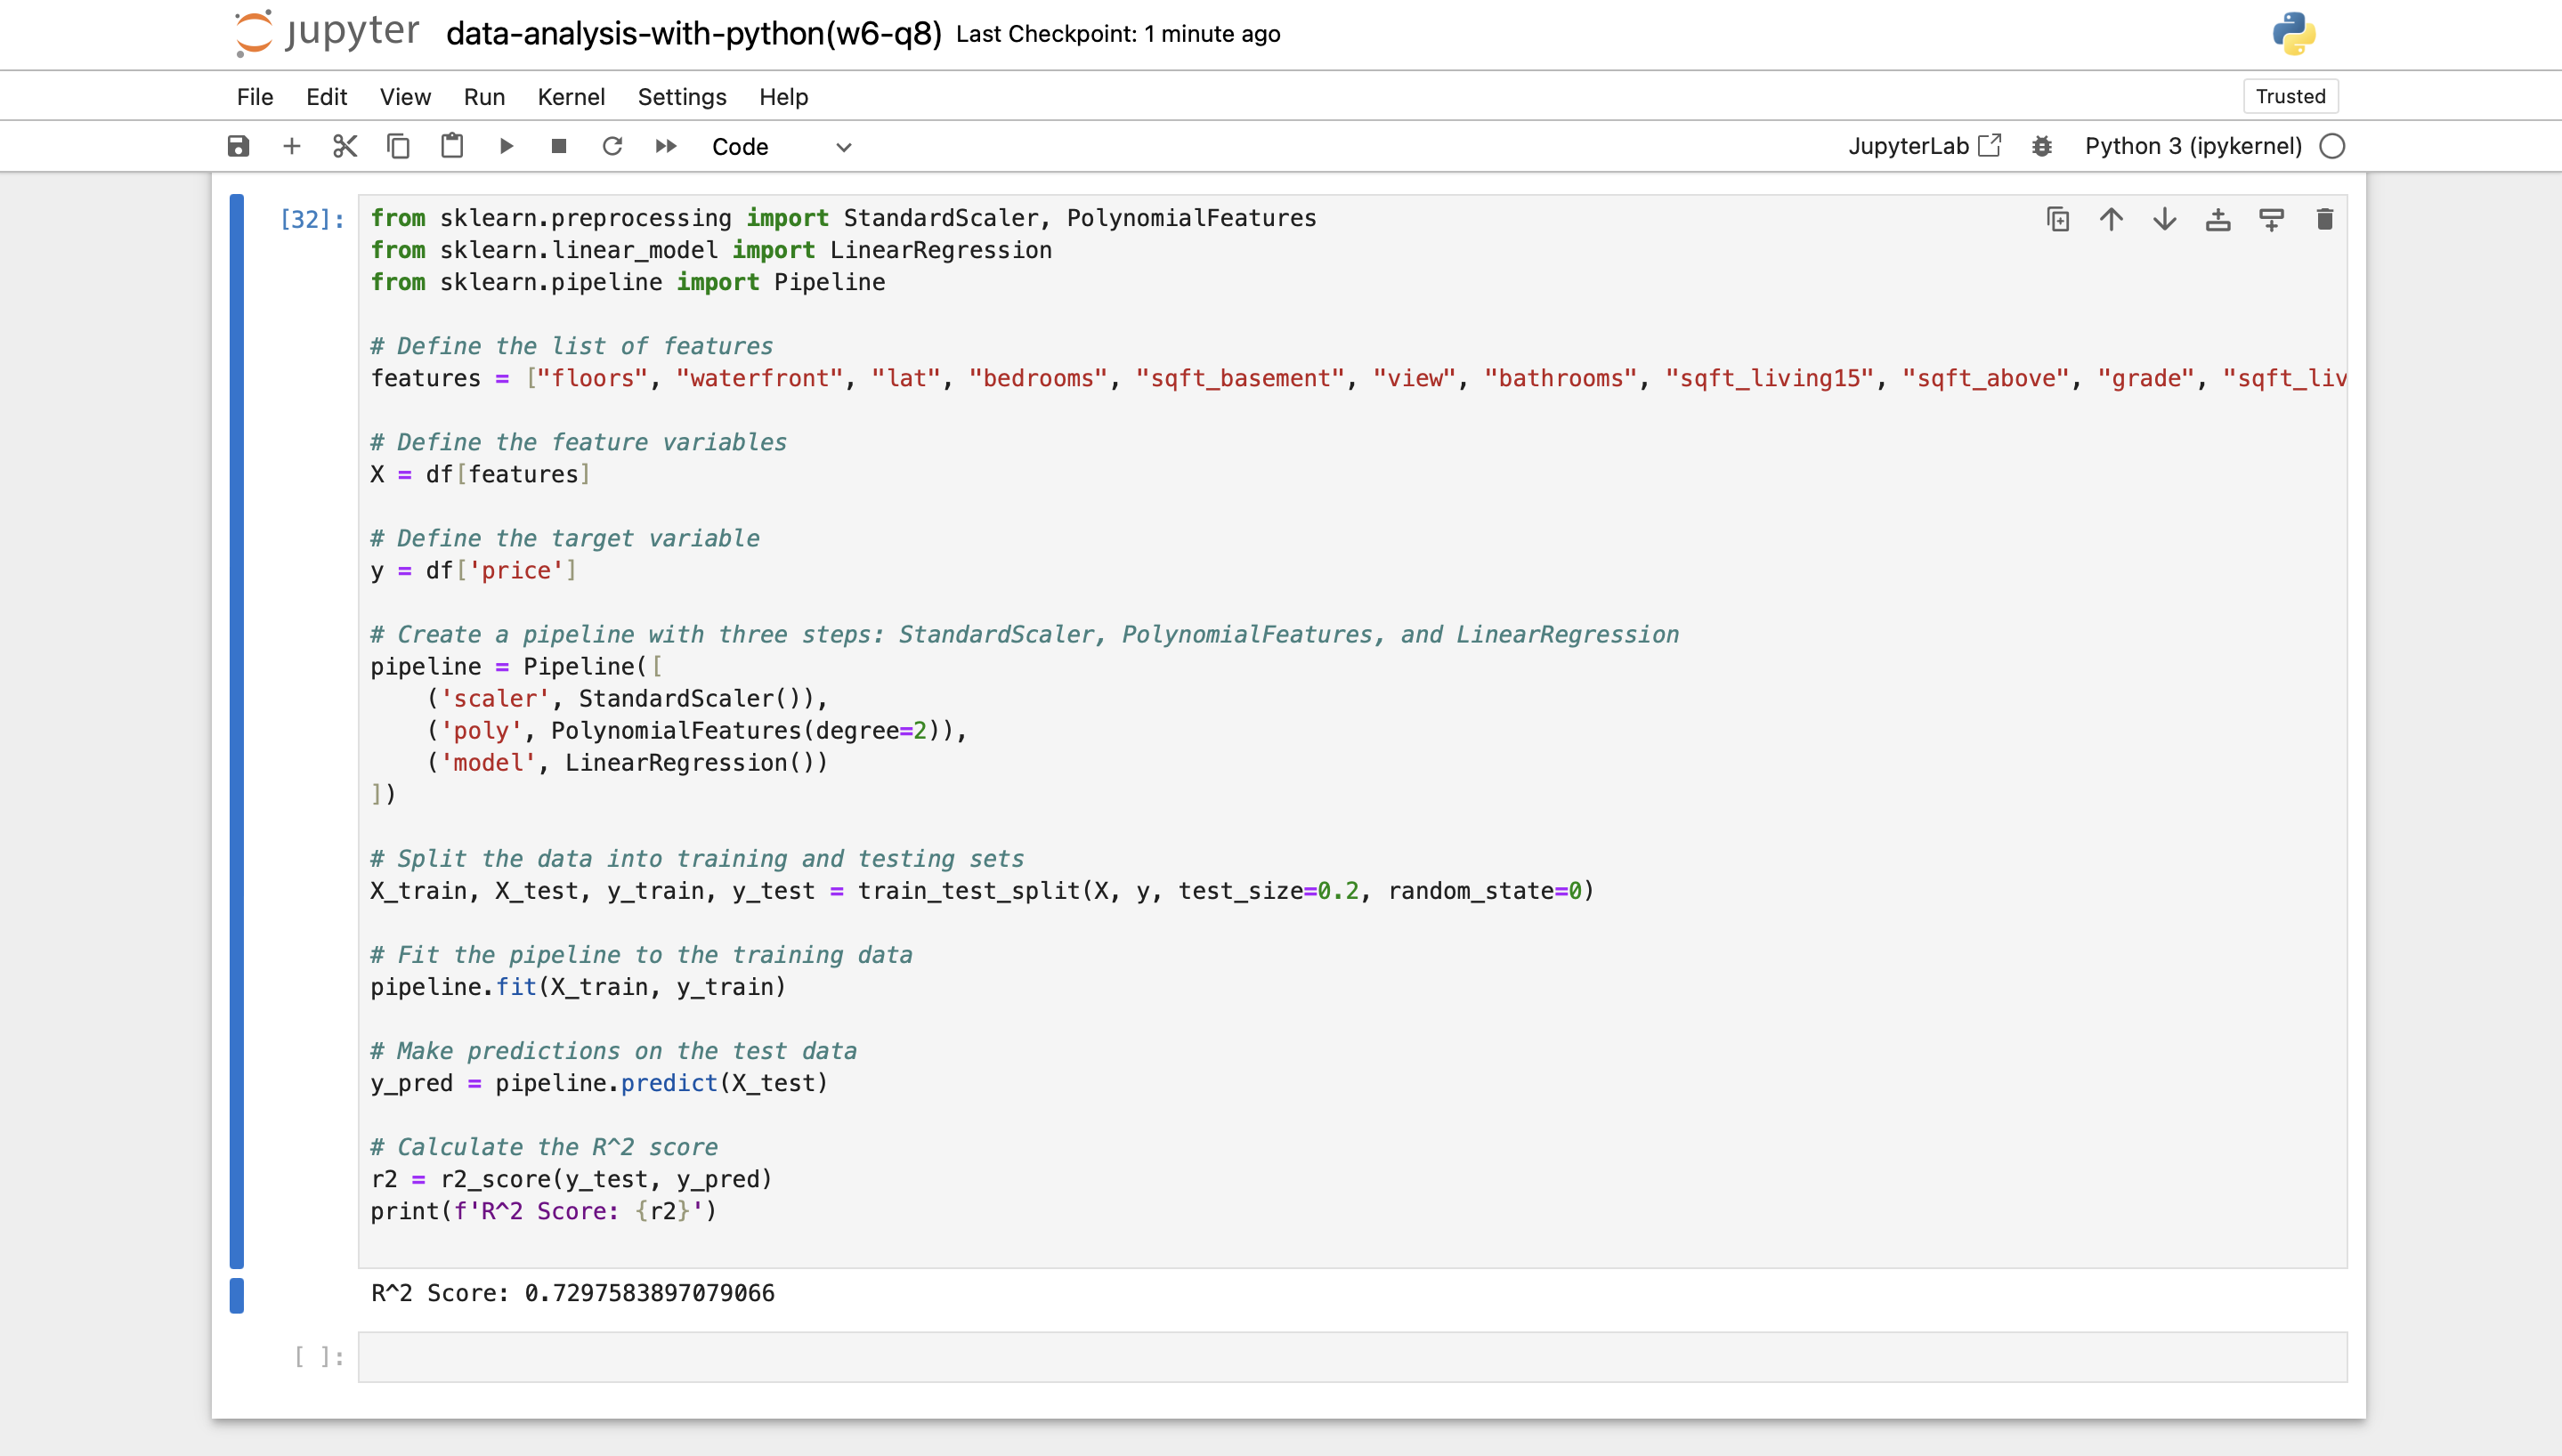 jupyter data-analysis-with-python(w6-q8) Last Checkpoint: 1 minute ago
File Edit View Run Kernel Settings Help Trusted
Code JupyterLab Python 3 (ipykernel)
[32]: from sklearn.preprocessing import StandardScaler, PolynomialFeatures
from sklearn.linear_model import LinearRegression
from sklearn.pipeline import Pipeline
# Define the list of features
features = ["floors", "waterfront", "lat", "bedrooms", "sqft_basement", "view", "bathrooms", "sqft_living15", "sqft_above", "grade", "sqft_liv
# Define the feature variables
X = df[features]
# Define the target variable
y = df['price']
# Create a pipeline with three steps: StandardScaler, PolynomialFeatures, and LinearRegression
pipeline = Pipeline([
    ('scaler', StandardScaler()),
    ('poly', PolynomialFeatures(degree=2)),
    ('model', LinearRegression())
])
# Split the data into training and testing sets
X_train, X_test, y_train, y_test = train_test_split(X, y, test_size=0.2, random_state=0)
# Fit the pipeline to the training data
pipeline.fit(X_train, y_train)
# Make predictions on the test data
y_pred = pipeline.predict(X_test)
# Calculate the R^2 score
r2 = r2_score(y_test, y_pred)
print(f'R^2 Score: {r2}')
R^2 Score: 0.7297583897079066
[ ]: